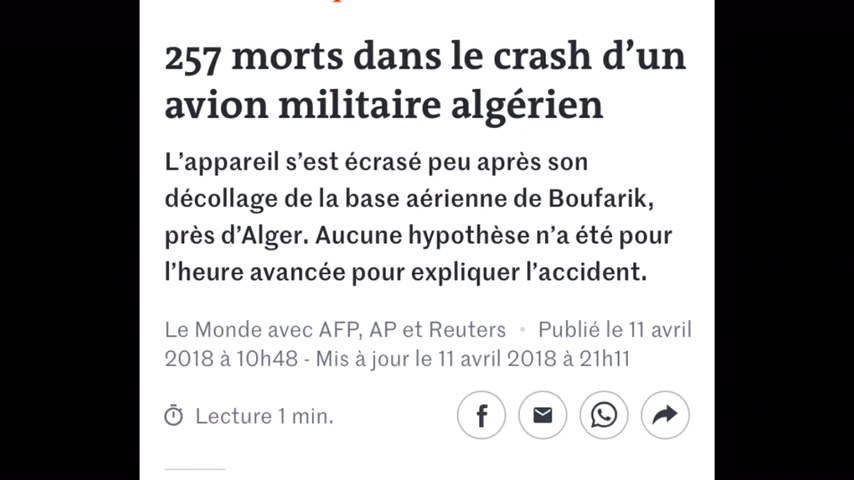 257 morts dans le crash d’un
avion militaire algérien
L’appareil s’est écrasé peu après son
décollage de la base aérienne de Boufarik,
près d’Alger. Aucune hypothèse n’a été pour
l’heure avancée pour expliquer l’accident.
Le Monde avec AFP, AP et Reuters • Publié le 11 avril
2018 à 10h48 - Mis à jour le 11 avril 2018 à 21h11
Lecture 1 min.